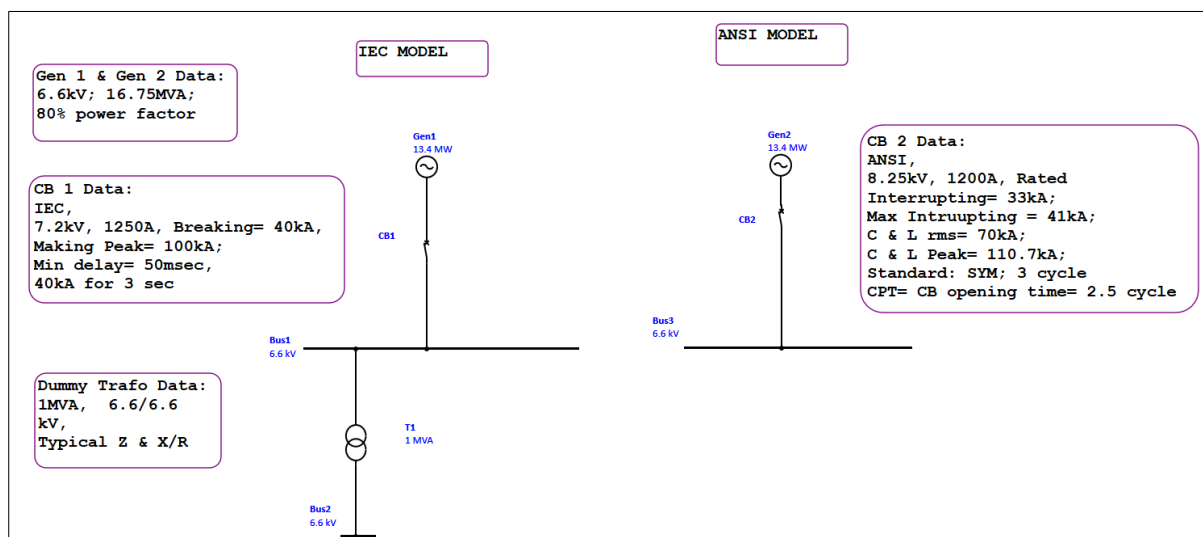 IEC MODEL
ANSI MODEL
Gen 1 & Gen 2 Data:
6.6kV; 16.75MVA;
80% power factor
Gen1
13.4 MW
Gen2
13.4 MW
CB 2 Data:
ANSI,
8.25kV, 1200A, Rated
Interrupting= 33kA;
Max Intruupting = 41kA;
C & L rms= 70kA;
C & L Peak= 110.7kA;
Standard: SYM; 3 cycle
CPT= CB opening time= 2.5 cycle
CB 1 Data:
IEC,
7.2kV, 1250A, Breaking= 40kA,
Making Peak= 100kA;
Min delay= 50msec,
40kA for 3 sec
CB1
CB2
Bus1
6.6 kV
Bus3
6.6 kV
Dummy Trafo Data:
1MVA,  6.6/6.6
kV,
Typical Z & X/R
T1
1 MVA
Bus2
6.6 kV